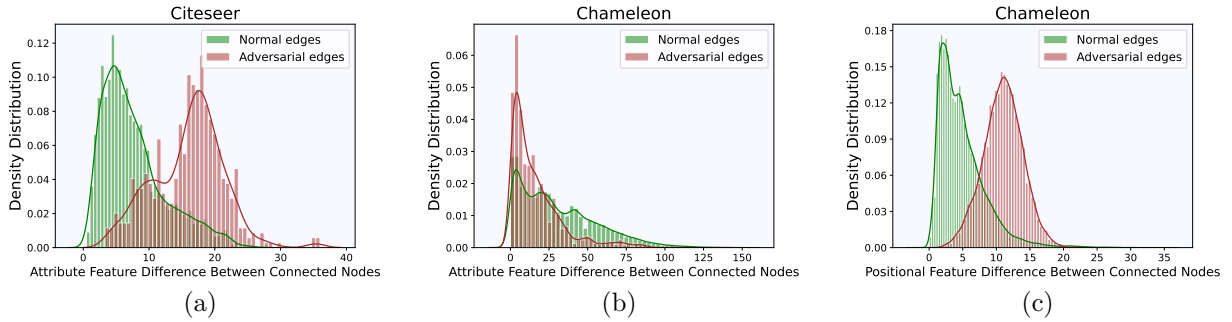 Citeseer
Density Distribution
0.12
0.10
0.08
0.06
0.04
0.02
0.00
Normal edges
Adversarial edges
0 10 20 30 40
Attribute Feature Difference Between Connected Nodes
(a)
Chameleon
Density Distribution
0.06
0.05
0.04
0.03
0.02
0.01
0.00
Normal edges
Adversarial edges
0 25 50 75 100 125 150
Attribute Feature Difference Between Connected Nodes
(b)
Chameleon
Density Distribution
0.18
0.15
0.12
0.09
0.06
0.03
0.00
Normal edges
Adversarial edges
0 5 10 15 20 25 30 35
Positional Feature Difference Between Connected Nodes
(c)